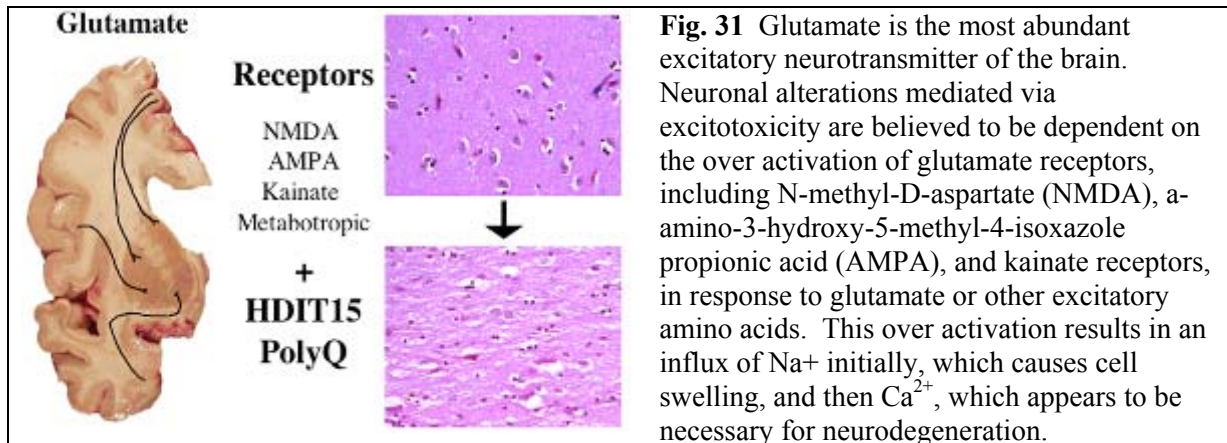 Glutamate
Receptors
NMDA
AMPA
Kainate
Metabotropic
+
HDIT15
PolyQ
Fig. 31 Glutamate is the most abundant
excitatory neurotransmitter of the brain.
Neuronal alterations mediated via
excitotoxicity are believed to be dependent on
the over activation of glutamate receptors,
including N-methyl-D-aspartate (NMDA), a-
amino-3-hydroxy-5-methyl-4-isoxazole
propionic acid (AMPA), and kainate receptors,
in response to glutamate or other excitatory
amino acids. This over activation results in an
influx of Na+ initially, which causes cell
swelling, and then Ca²⁺, which appears to be
necessary for neurodegeneration.